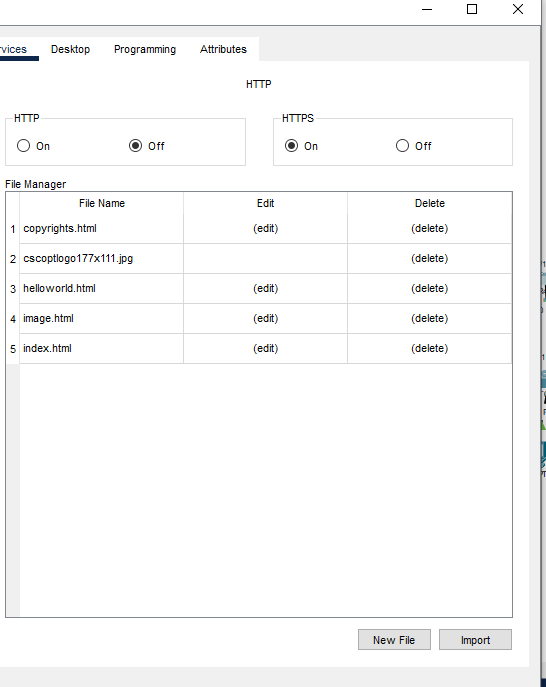 rvices Desktop Programming Attributes
HTTP
HTTP HTTPS
On Off On Off
File Manager
File Name Edit Delete
1 copyrights.html (edit) (delete)
2 cscoptlogo177x111.jpg (delete)
3 helloworld.html (edit) (delete)
4 image.html (edit) (delete)
5 index.html (edit) (delete)
New File Import